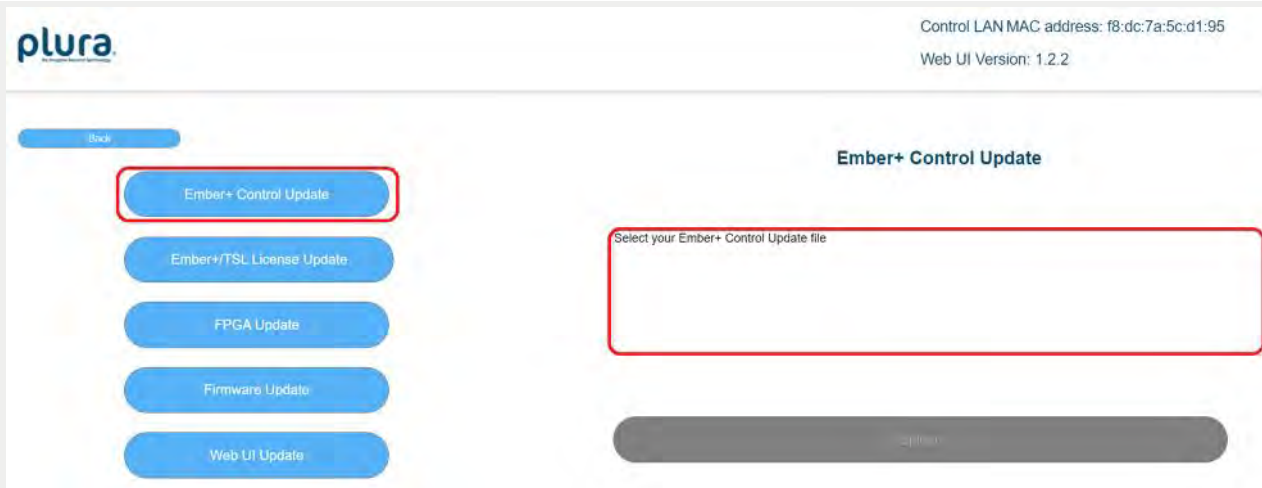 plura
Control LAN MAC address: f8:dc:7a:5c:d1:95
Web UI Version: 1.2.2
Back
Ember+ Control Update
Ember+ Control Update
Select your Ember+ Control Update file
Ember+/TSL License Update
FPGA Update
Firmware Update
Web UI Update